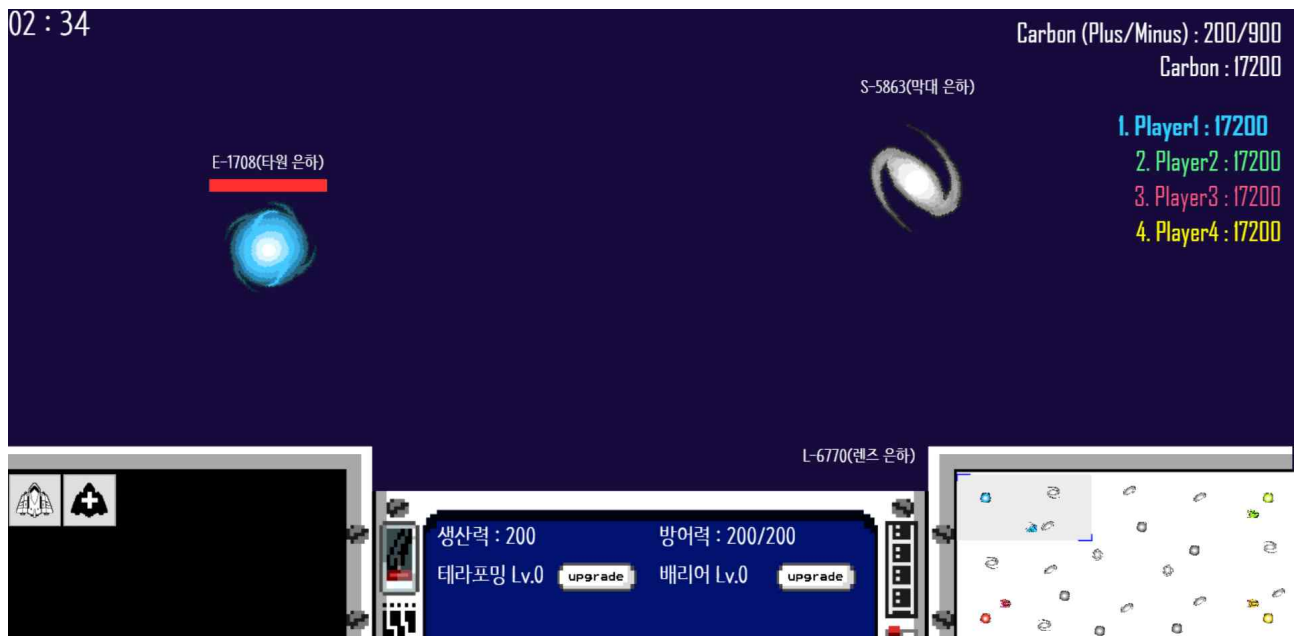 02 : 34
Carbon (Plus/Minus) : 200/900
Carbon : 17200
S-5863(막대 은하)
1. Player1 : 17200
E-1708(타원 은하)
2. Player2 : 17200
3. Player3 : 17200
4. Player4 : 17200
L-6770(렌즈 은하)
생산력 : 200 방어력 : 200/200
테라포밍 Lv.0 upgrade 배리어 Lv.0 upgrade